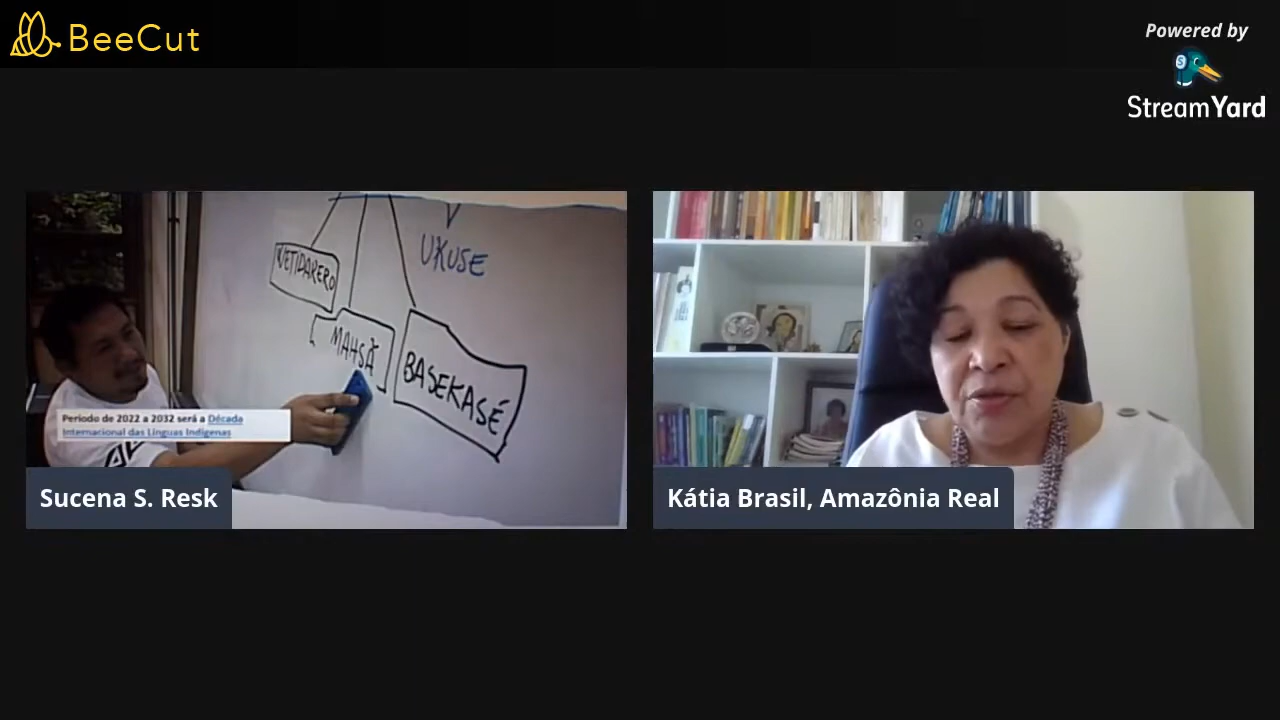 BeeCut
Powered by
S
StreamYard
UKUSE
MAHSÃ
BASEKASÉ
Período de 2022 a 2032 será a Década
Internacional das Línguas Indígenas
Sucena S. Resk
Kátia Brasil, Amazônia Real